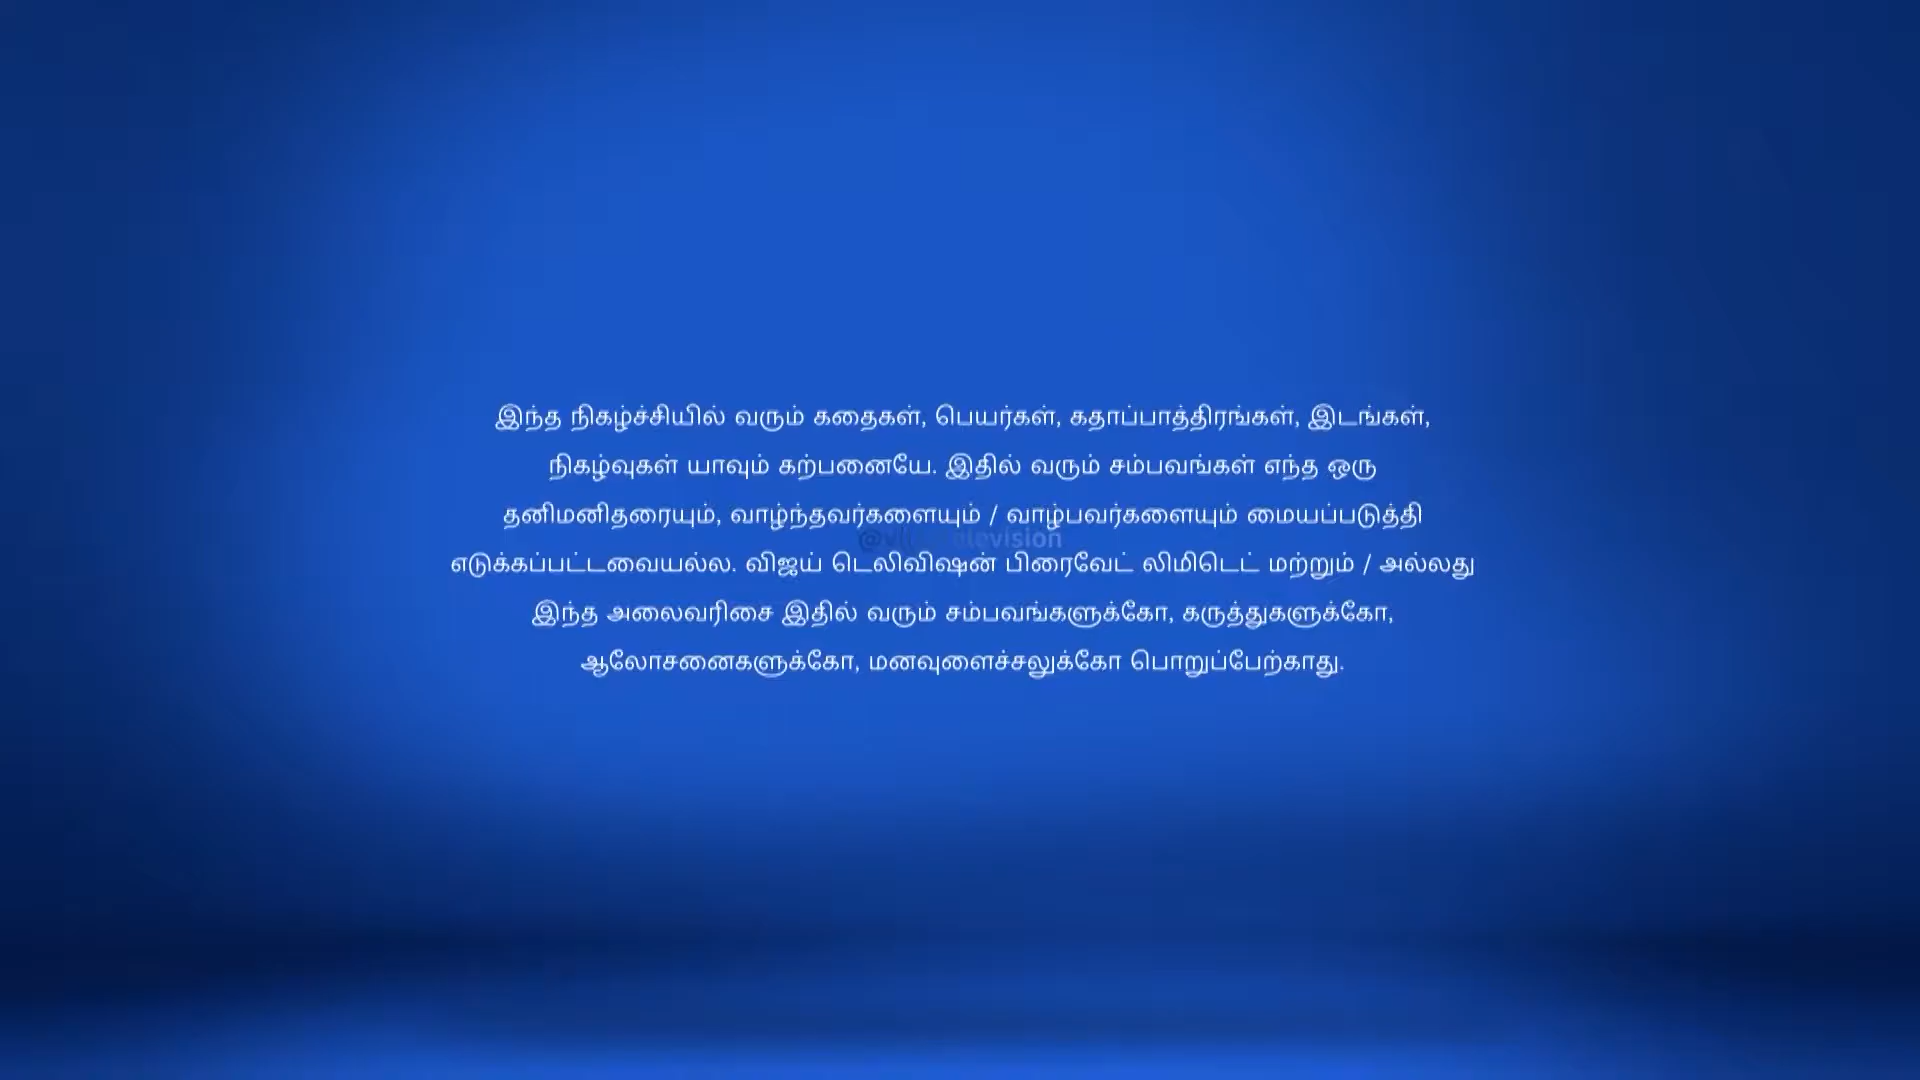 இந்த நிகழ்ச்சியில் வரும் கதைகள், பெயர்கள், கதாப்பாத்திரங்கள், இடங்கள்,
நிகழ்வுகள் யாவும் கற்பனையே. இதில் வரும் சம்பவங்கள் எந்த ஒரு
தனிமனிதரையும், வாழ்ந்தவர்களையும் / வாழ்பவர்களையும் மையப்படுத்தி
எடுக்கப்பட்டவையல்ல. விஜய் டெலிவிஷன் பிரைவேட் லிமிடெட் மற்றும் / அல்லது
இந்த அலைவரிசை இதில் வரும் சம்பவங்களுக்கோ, கருத்துகளுக்கோ,
ஆலோசனைகளுக்கோ, மனவுளைச்சலுக்கோ பொறுப்பேற்காது.